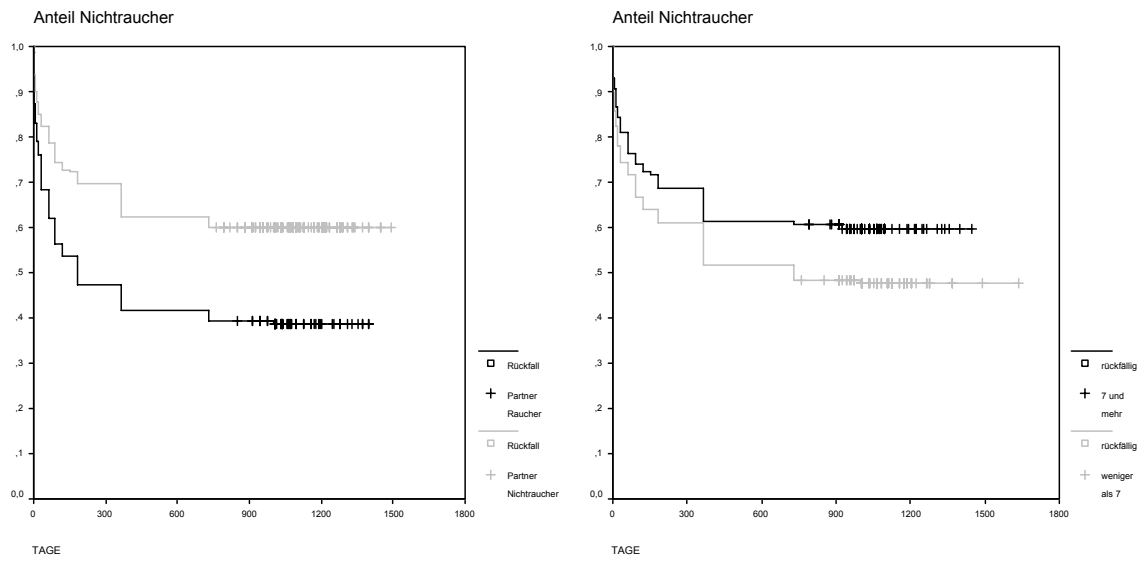 Anteil Nichtraucher
1,0
,9
,8
,7
,6
,5
,4
,3
,2
,1
0,0
0 300 600 900 1200 1500 1800
TAGE
Rückfall
Partner
Raucher
Rückfall
Partner
Nichtraucher
Anteil Nichtraucher
1,0
,9
,8
,7
,6
,5
,4
,3
,2
,1
0,0
0 300 600 900 1200 1500 1800
TAGE
rückfällig
7 und
mehr
rückfällig
weniger
als 7